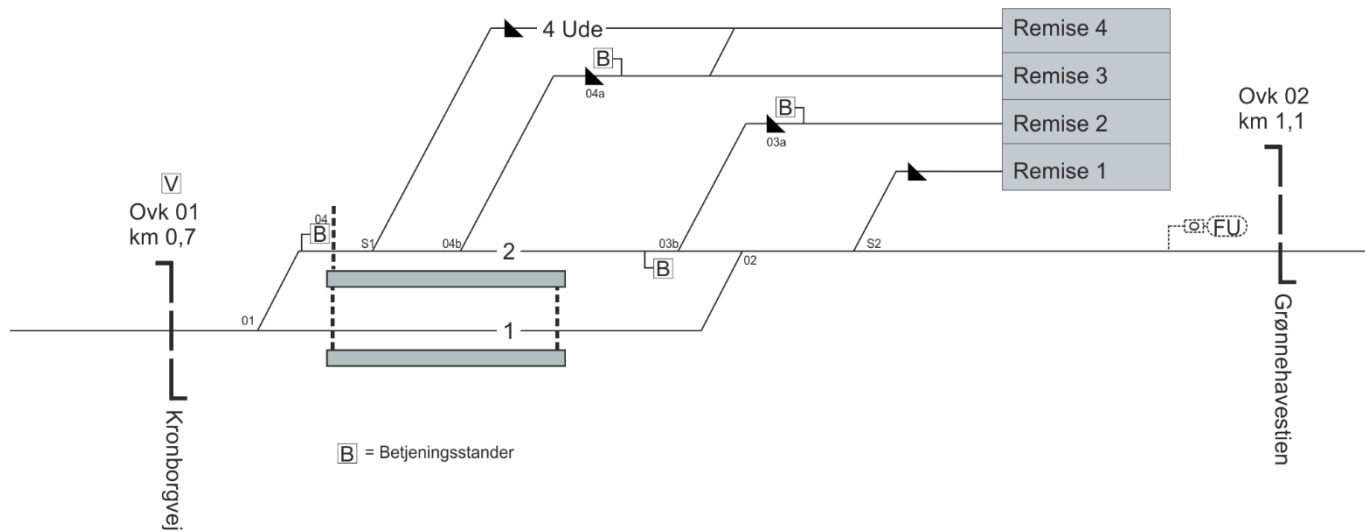 4 Ude
Remise 4
B
04a
Remise 3
B
03a
Remise 2
Remise 1
Ovk 02
km 1,1
V
Ovk 01
km 0,7
04
B
S1
04b
2
03b
B
02
S2
FU
01
1
Kronborgvej
Grønnehavestien
B = Betjeningsstander